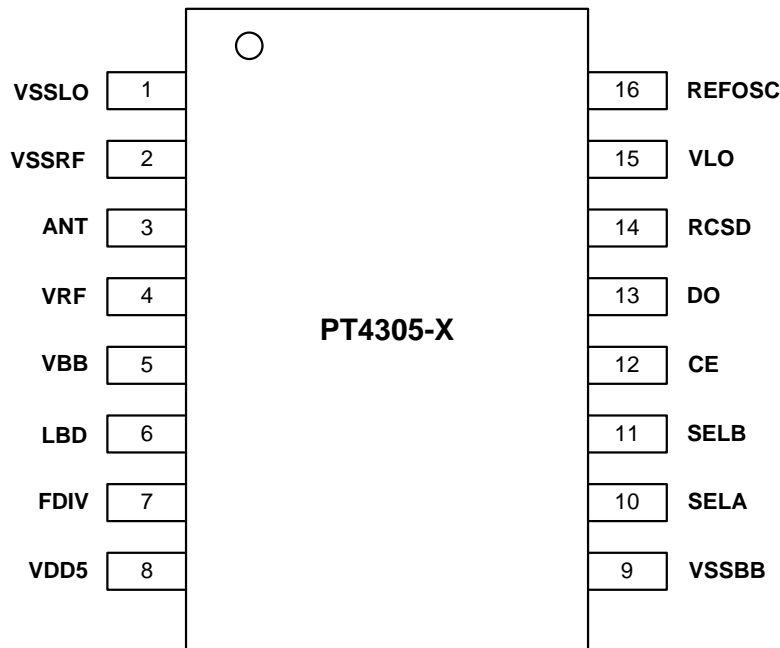 VSSLO 1 16 REFOSC
VSSRF 2 15 VLO
ANT 3 14 RCSD
VRF 4 13 DO
PT4305-X
VBB 5 12 CE
LBD 6 11 SELB
FDIV 7 10 SELA
VDD5 8 9 VSSBB